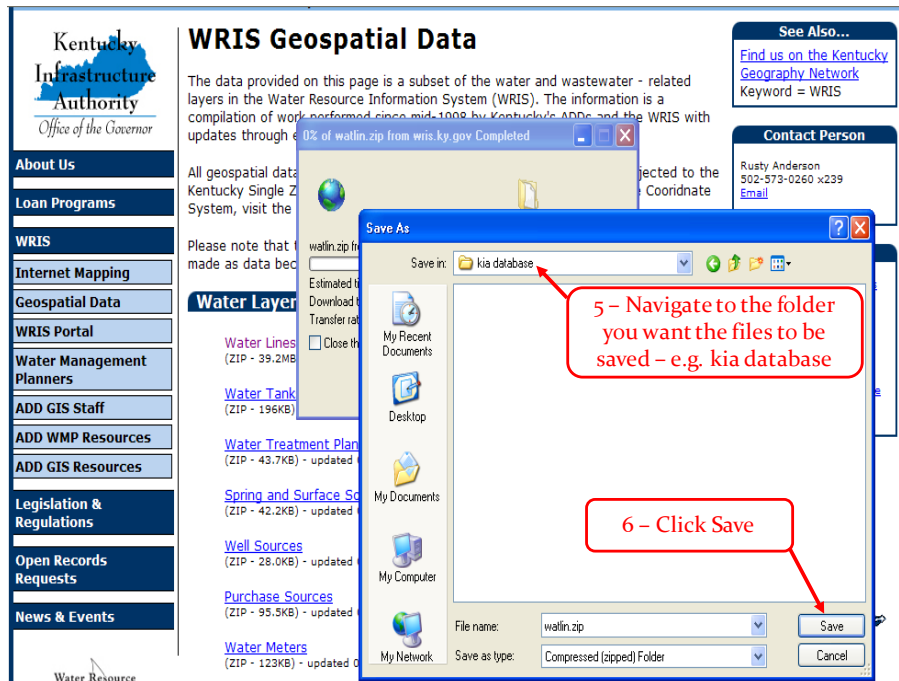 Kentucky
Infrastructure
Authority
Office of the Governor
About Us
Loan Programs
WRIS
Internet Mapping
Geospatial Data
WRIS Portal
Water Management
Planners
ADD GIS Staff
ADD WMP Resources
ADD GIS Resources
Legislation &
Regulations
Open Records
Requests
News & Events
Water Resource
WRIS Geospatial Data
The data provided on this page is a subset of the water and wastewater - related
layers in the Water Resource Information System (WRIS). The information is a
compilation of work performed since mid-1998 by Kentucky's ADDs and the WRIS with
updates through
All geospatial data jected to the
Kentucky Single Z Cooridnate
System, visit the
Please note that
made as data bec
Water Layer
Water Lines
(ZIP - 39.2MB
Water Tank
(ZIP - 196KB)
Water Treatment Plan
(ZIP - 43.7KB) - updated
Spring and Surface So
(ZIP - 42.2KB) - updated
Well Sources
(ZIP - 28.0KB) - updated
Purchase Sources
(ZIP - 95.5KB) - updated
Water Meters
(ZIP - 123KB) - updated 0
0% of watlin.zip from wris.ky.gov Completed
watlin.zip fr
Estimated ti
Download t
Transfer rat
Close th
Save As
Save in: kia database
My Recent
Documents
Desktop
My Documents
My Computer
My Network
5 – Navigate to the folder
you want the files to be
saved – e.g. kia database
6 – Click Save
File name: watlin.zip Save
Save as type: Compressed (zipped) Folder Cancel
See Also...
Find us on the Kentucky
Geography Network
Keyword = WRIS
Contact Person
Rusty Anderson
502-573-0260 x239
Email